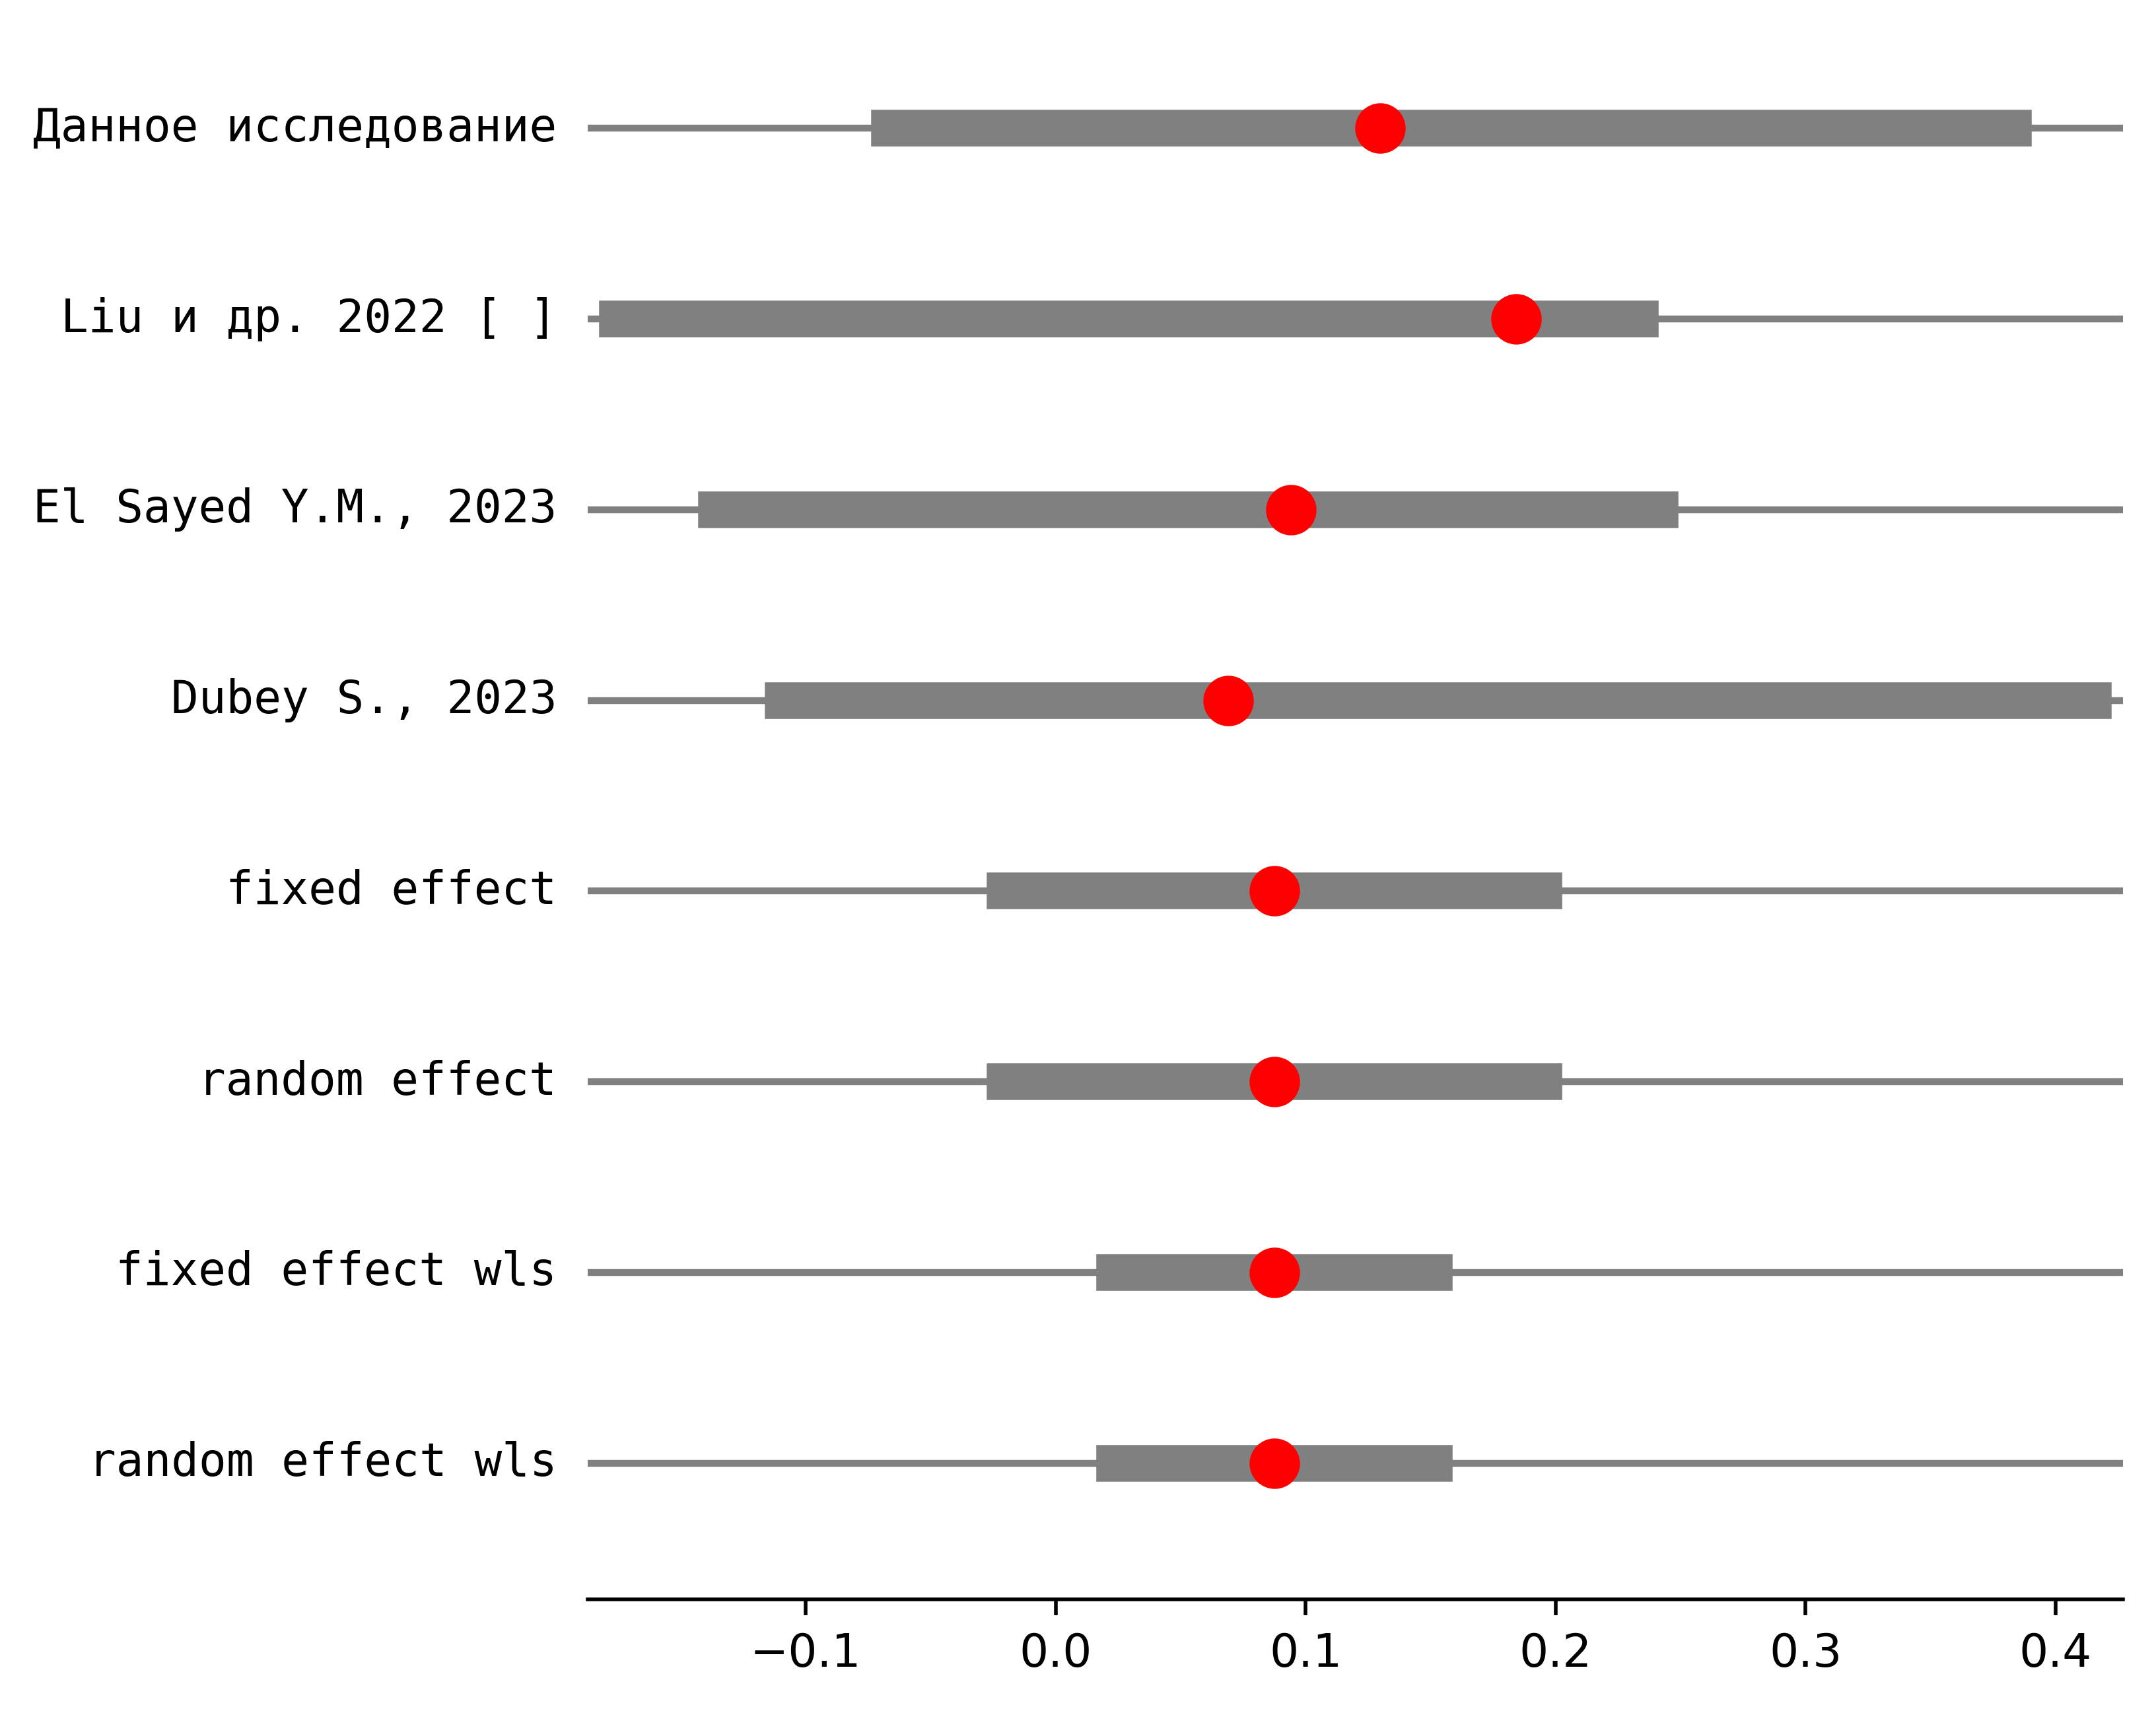 Данное исследование
Liu и др. 2022 [ ]
El Sayed Y.M., 2023
Dubey S., 2023
fixed effect
random effect
fixed effect wls
random effect wls
−0.1 0.0 0.1 0.2 0.3 0.4